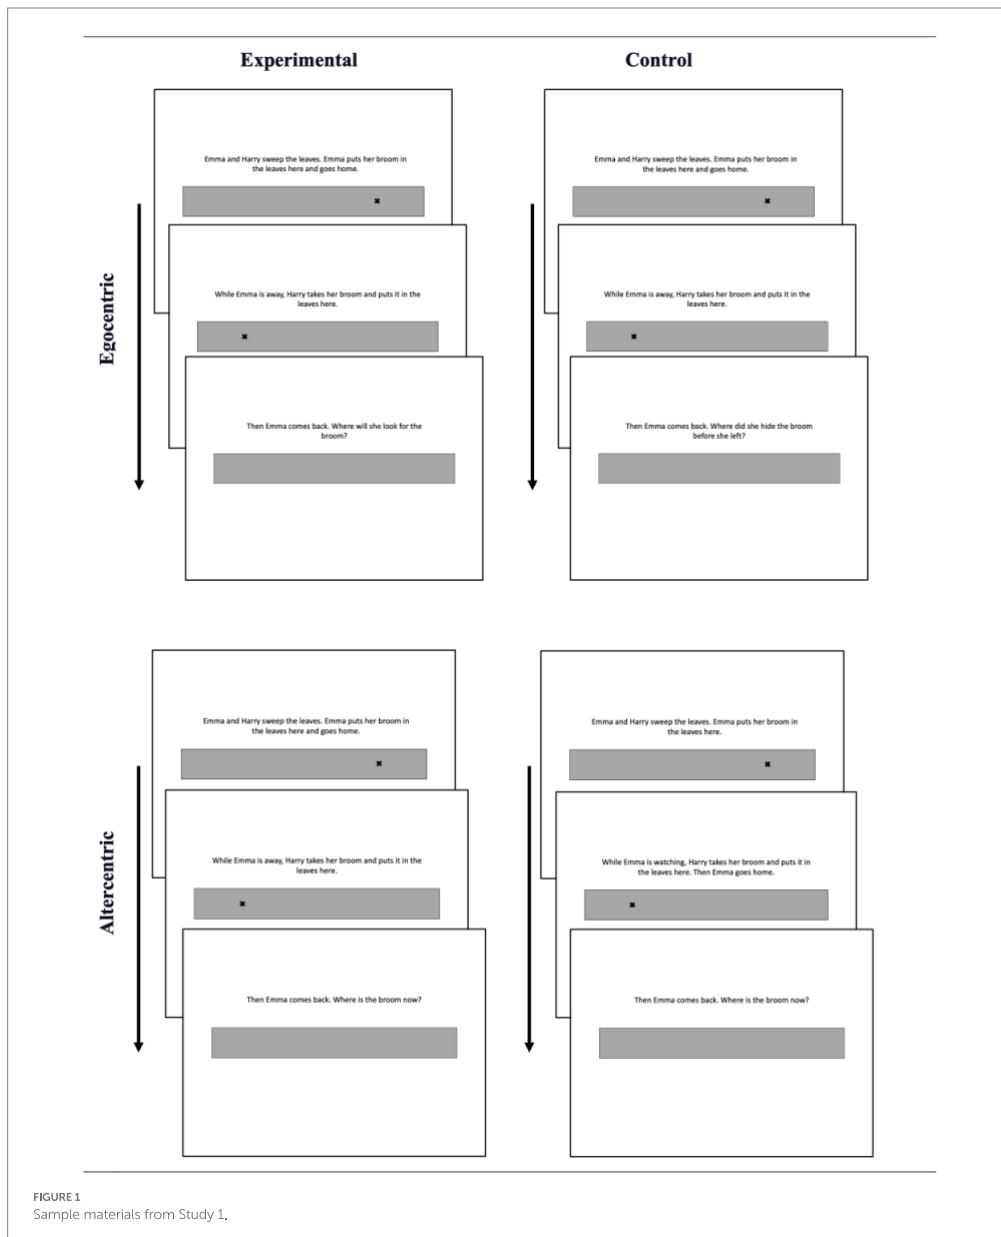 Experimental
Control
Egocentric
Emma and Harry sweep the leaves. Emma puts her broom in
the leaves here and goes home.
While Emma is away, Harry takes her broom and puts it in the
leaves here.
Then Emma comes back. Where will she look for the
broom?
Emma and Harry sweep the leaves. Emma puts her broom in
the leaves here and goes home.
While Emma is away, Harry takes her broom and puts it in the
leaves here.
Then Emma comes back. Where did she hide the broom
before she left?
Altercentric
Emma and Harry sweep the leaves. Emma puts her broom in
the leaves here and goes home.
While Emma is away, Harry takes her broom and puts it in the
leaves here.
Then Emma comes back. Where is the broom now?
Emma and Harry sweep the leaves. Emma puts her broom in
the leaves here.
While Emma is watching, Harry takes her broom and puts it in
the leaves here. Then Emma goes home.
Then Emma comes back. Where is the broom now?
FIGURE 1
Sample materials from Study 1.